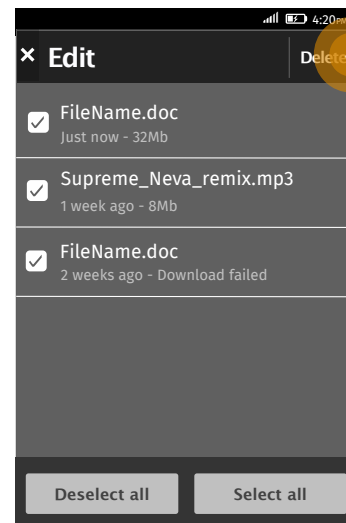 4:20PM
× Edit
Delete
FileName.doc
Just now - 32Mb
Supreme_Neva_remix.mp3
1 week ago - 8Mb
FileName.doc
2 weeks ago - Download failed
Deselect all
Select all